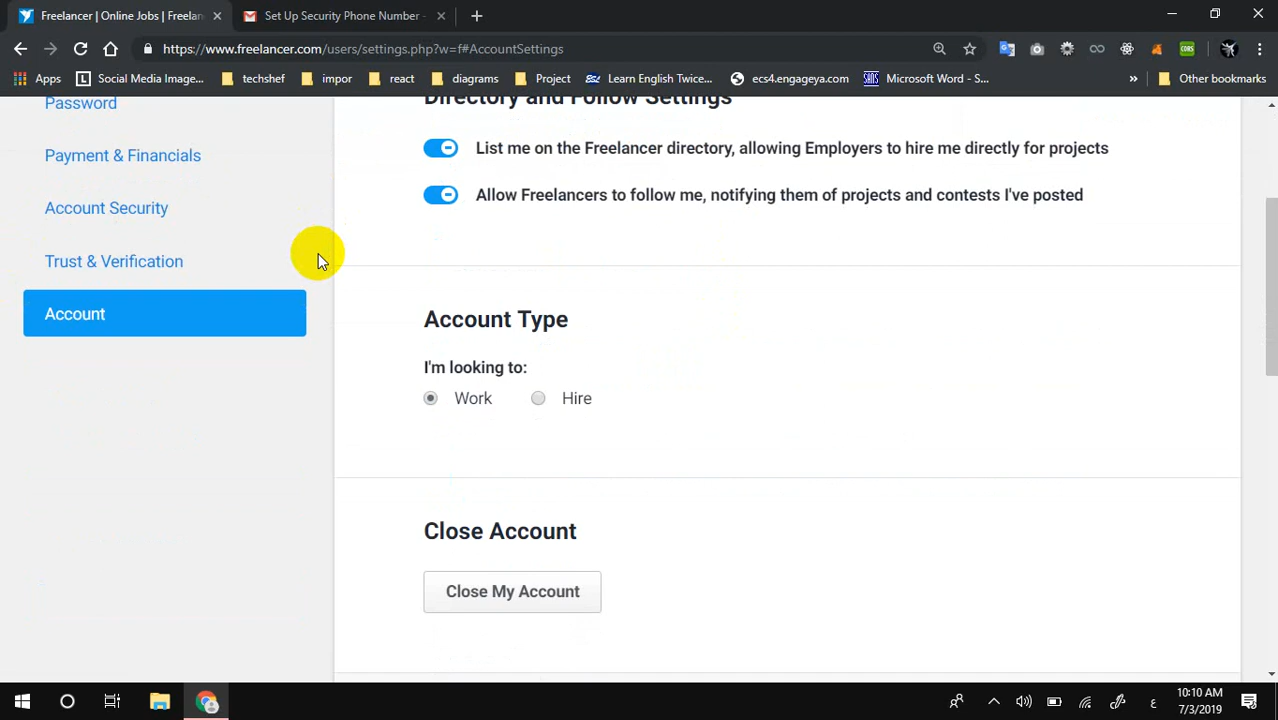 Freelancer | Online Jobs | Freelan
Set Up Security Phone Number -
https://www.freelancer.com/users/settings.php?w=f#AccountSettings
Apps
Social Media Image...
techshef
impor
react
diagrams
Project
Learn English Twice...
ecs4.engageya.com
Microsoft Word - S...
»
Other bookmarks
Password
Payment & Financials
Account Security
Trust & Verification
Account
Directory and Follow Settings
List me on the Freelancer directory, allowing Employers to hire me directly for projects
Allow Freelancers to follow me, notifying them of projects and contests I've posted
Account Type
I'm looking to:
Work
Hire
Close Account
Close My Account
ع
10:10 AM
7/3/2019